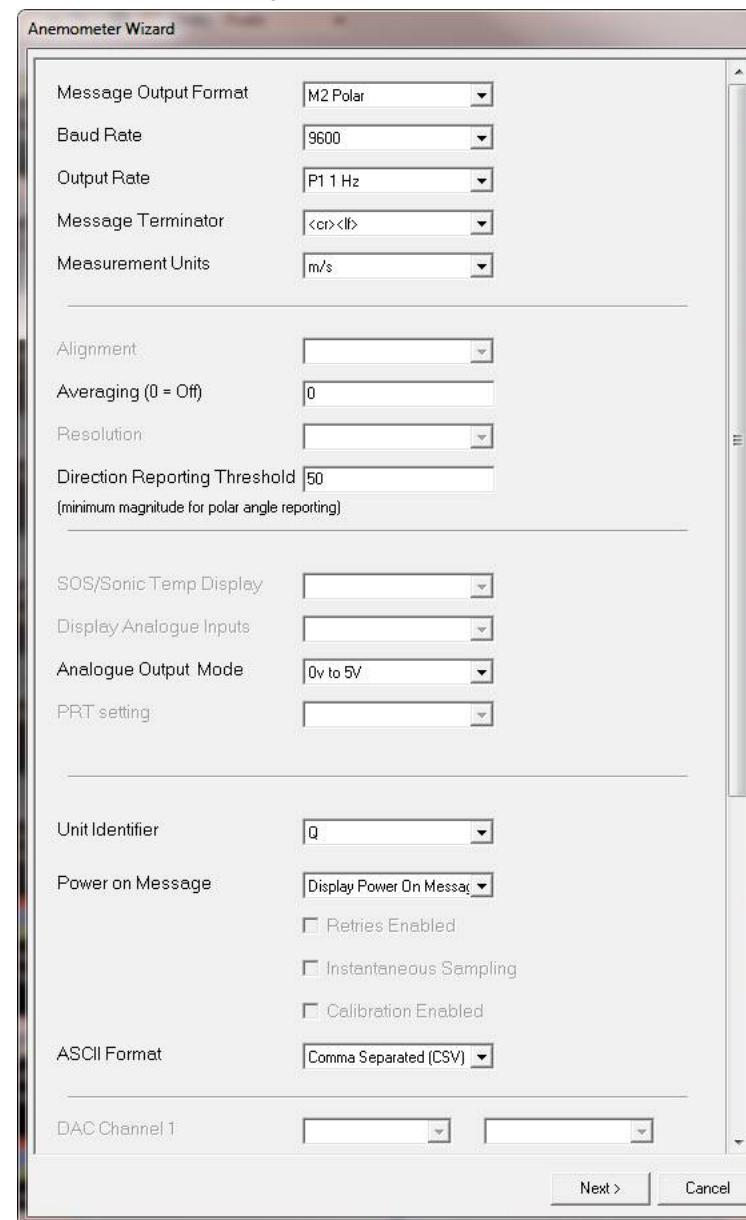 Anemometer Wizard
Message Output Format M2 Polar
Baud Rate 9600
Output Rate P1 1 Hz
Message Terminator <cr><lf>
Measurement Units m/s
Alignment
Averaging (0 = Off) 0
Resolution
Direction Reporting Threshold 50
(minimum magnitude for polar angle reporting)
SOS/Sonic Temp Display
Display Analogue Inputs
Analogue Output Mode 0v to 5V
PRT setting
Unit Identifier Q
Power on Message Display Power On Messag
Retries Enabled
Instantaneous Sampling
Calibration Enabled
ASCII Format Comma Separated (CSV)
DAC Channel 1
Next > Cancel